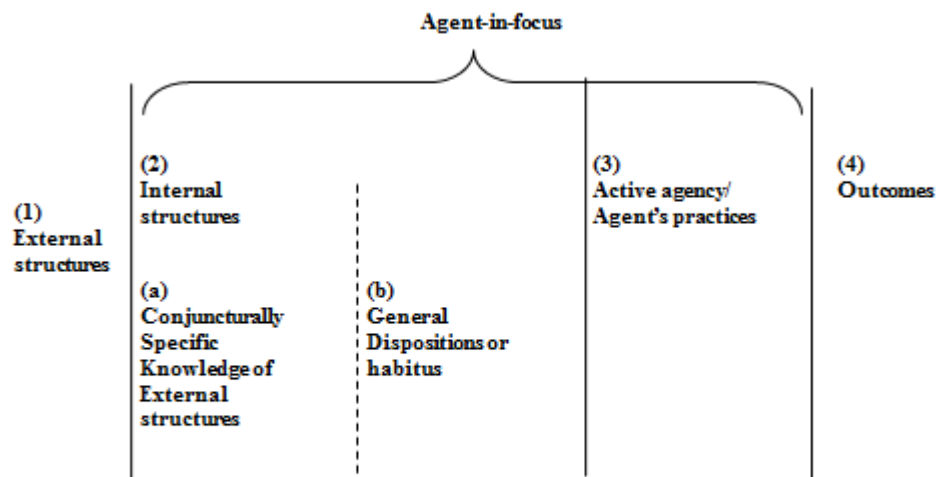 Agent-in-focus
(1)
External
structures
(2)
Internal
structures
(a)
Conjuncturally
Specific
Knowledge of
External
structures
(b)
General
Dispositions or
habitus
(3)
Active agency/
Agent's practices
(4)
Outcomes